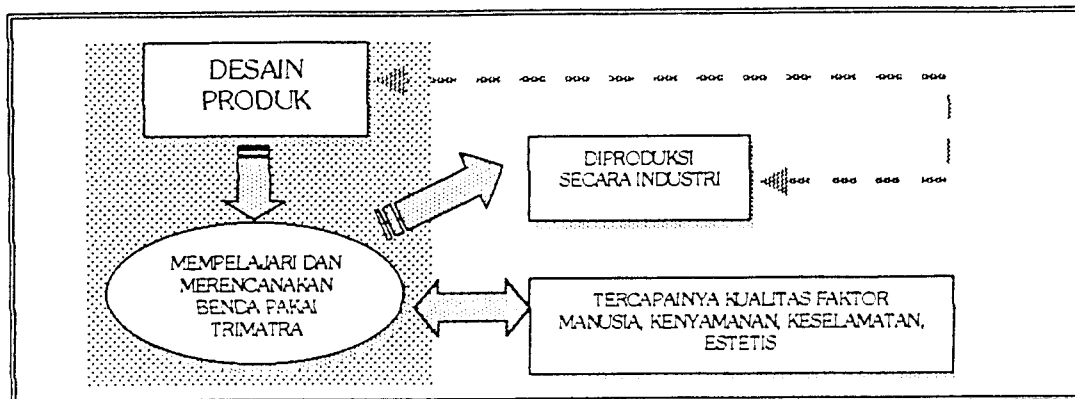 DESAIN
PRODUK
DIPRODUKSI
SECARA INDUSTRI
MEMPELAJARI DAN
MERENCANAKAN
BENDA PAKAI
TRIMATRA
TERCAPAINYA KUALITAS FAKTOR
MANUSIA, KENYAMANAN, KESELAMATAN,
ESTETIS